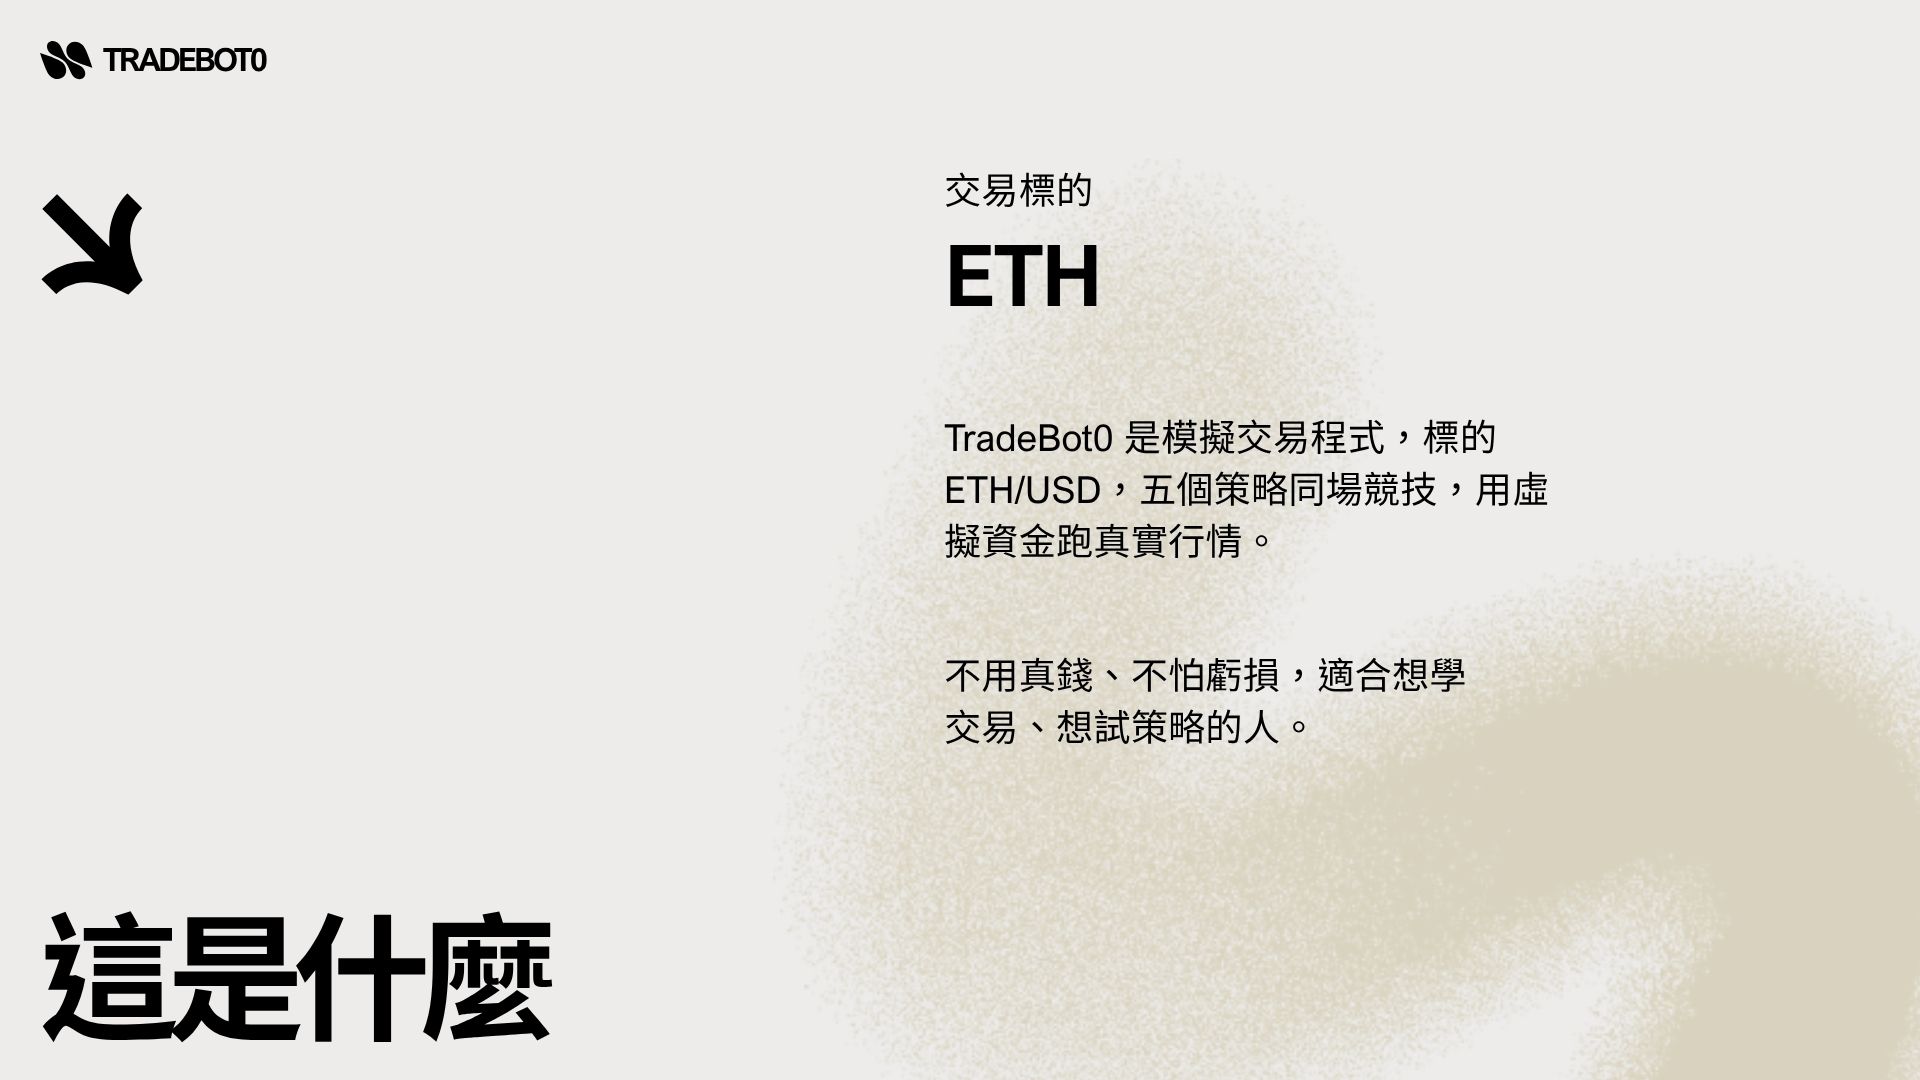 TRADEBOT0
交易標的
ETH
TradeBot0 是模擬交易程式，標的
ETH/USD，五個策略同場競技，用虛
擬資金跑真實行情。
不用真錢、不怕虧損，適合想學
交易、想試策略的人。
這是什麼